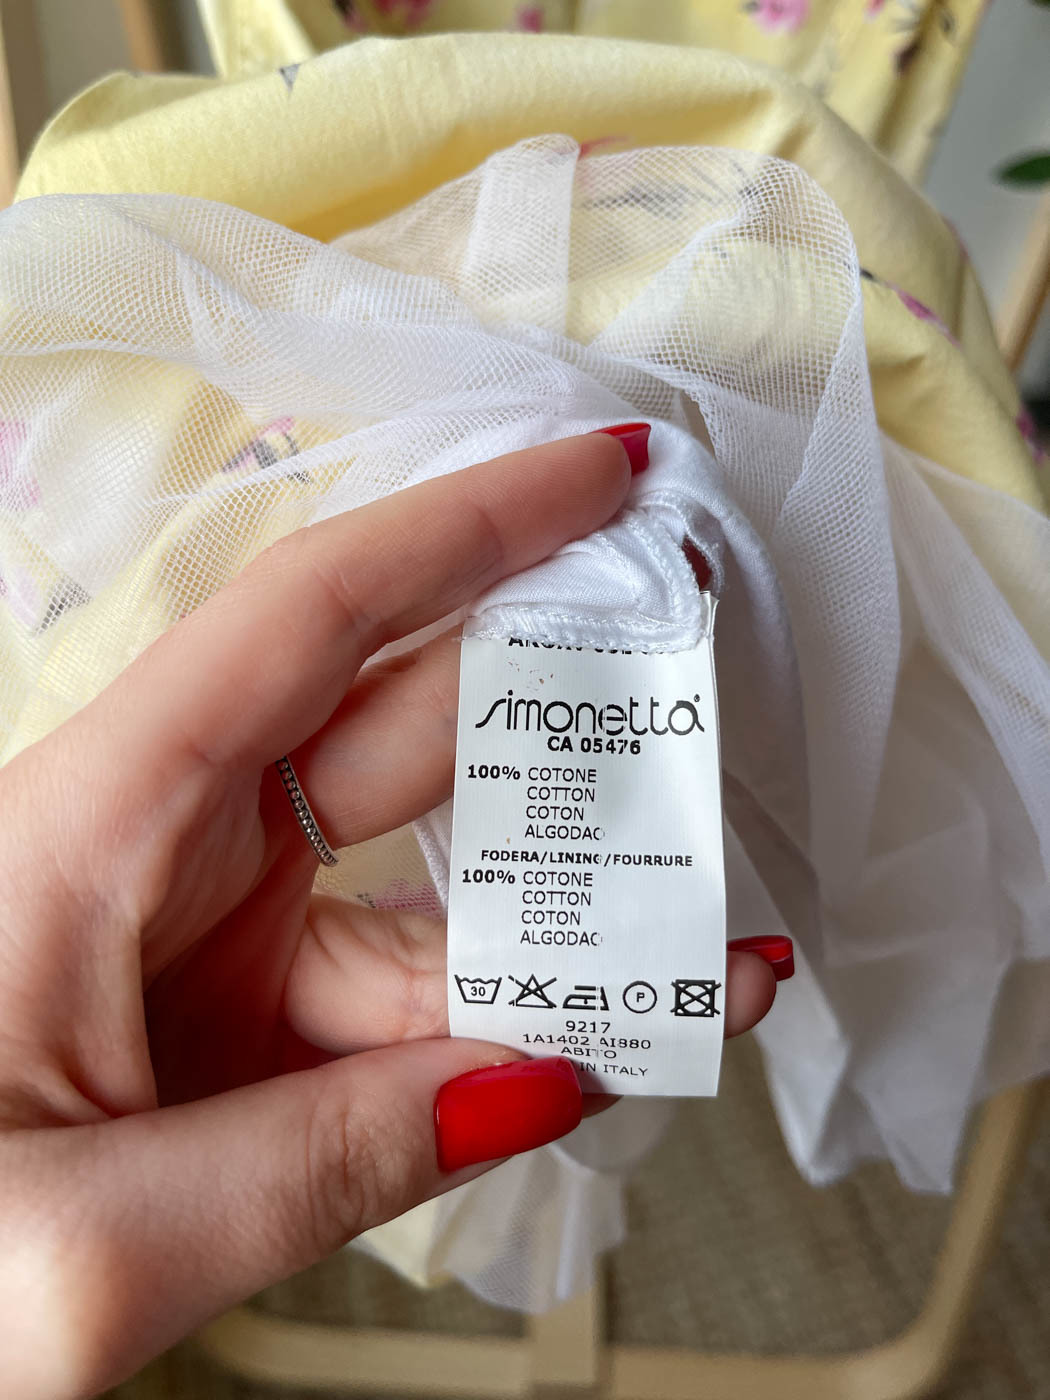 simonetta®
CA 05476
100% COTONE
COTTON
COTON
ALGODAO
FODERA/LINING/FOURRURE
100% COTONE
COTTON
COTON
ALGODAO
30
P
9217
1A1402 AI880
ABITO
IN ITALY